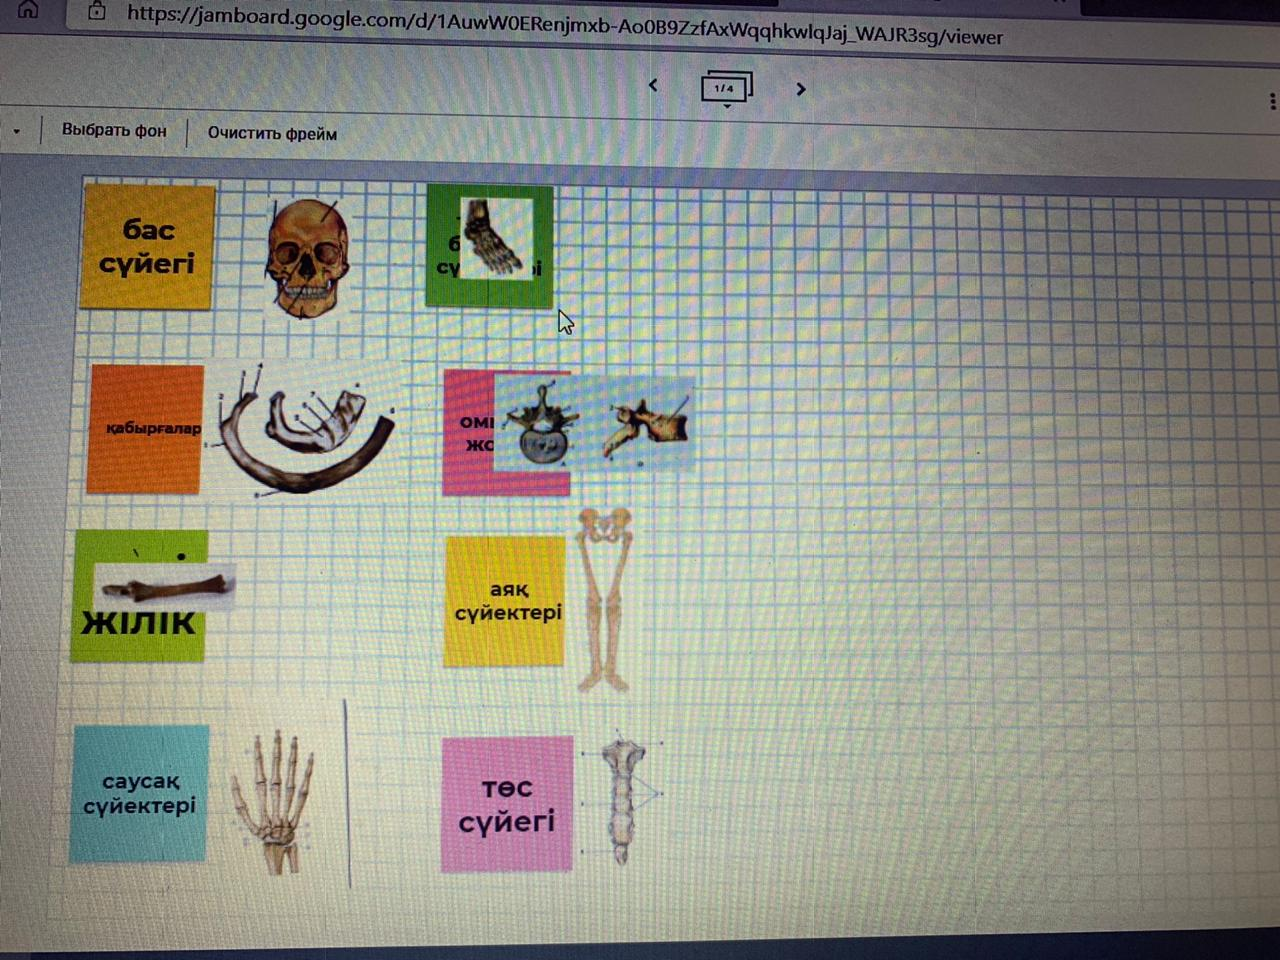 https://jamboard.google.com/d/1AuwW0ERenjmxb-Ao0B9ZzfAxWqqhkwlqJaj_WAJR3sg/viewer
1/4
Выбрать фон
Очистить фрейм
бас
сүйегі
қабырғалар
ЖІЛІК
аяқ
сүйектері
саусақ
сүйектері
төс
сүйегі